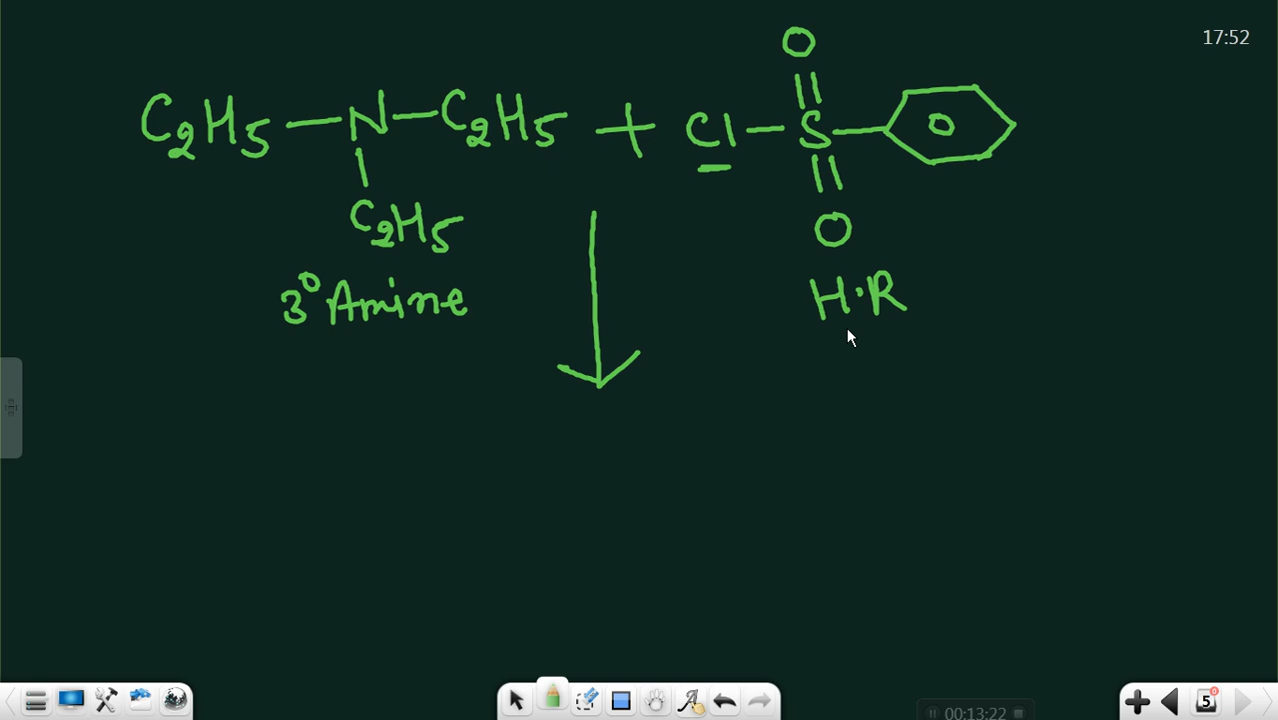 17:52
O
C2H5—N—C2H5 + Cl—S—
O
C2H5
O
3° Amine
H·R
5
00:13:22